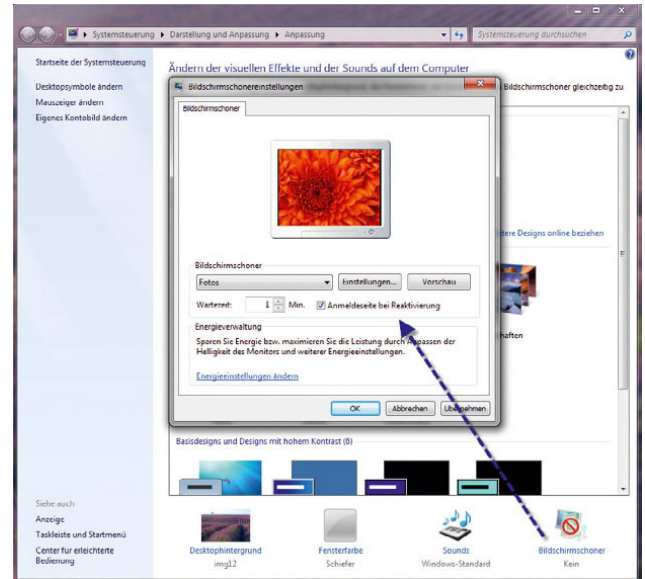 Systemsteuerung ▸ Darstellung und Anpassung ▸ Anpassung
Systemsteuerung durchsuchen
Startseite der Systemsteuerung
Desktopsymbole ändern
Mauszeiger ändern
Eigenes Kontobild ändern
Ändern der visuellen Effekte und der Sounds auf dem Computer
Bildschirmschoner gleichzeitig zu
Bildschirmschonereinstellungen
Bildschirmschoner
Bildschirmschoner
Fotos
Einstellungen...
Vorschau
Wartezeit:
1
Min.
Anmeldeseite bei Reaktivierung
Energieverwaltung
Sparen Sie Energie bzw. maximieren Sie die Leistung durch Anpassen der
Helligkeit des Monitors und weiterer Energieeinstellungen.
Energieeinstellungen ändern
OK
Abbrechen
Übernehmen
itere Designs online beziehen
haften
Basisdesigns und Designs mit hohem Kontrast (6)
Siehe auch
Anzeige
Taskleiste und Startmenü
Center für erleichterte
Bedienung
Desktophintergrund
img12
Fensterfarbe
Schiefer
Sounds
Windows-Standard
Bildschirmschoner
Kein